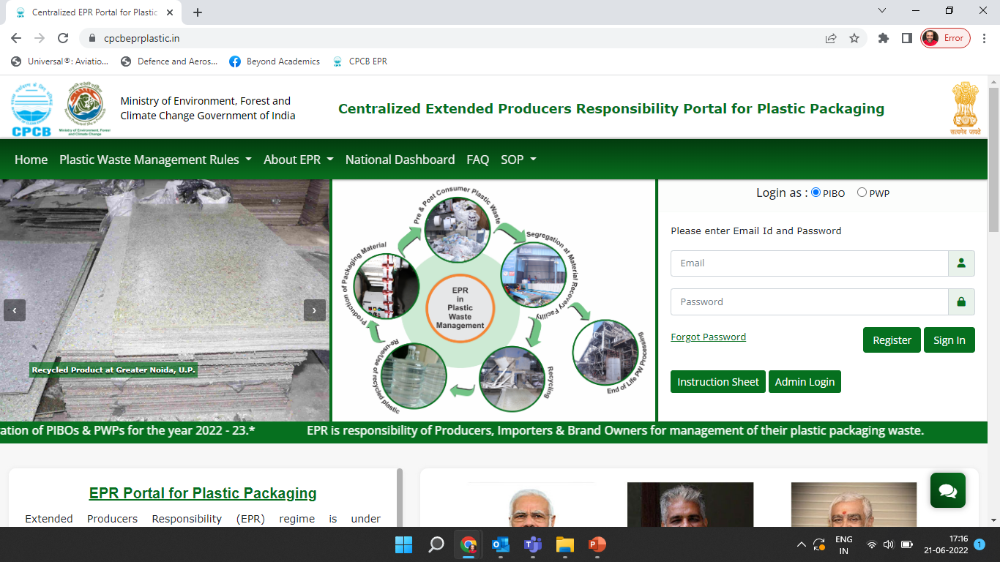 Centralized EPR Portal for Plastic
cpcbeprplastic.in
Error
Universal®: Aviatio...
Defence and Aeros...
Beyond Academics
CPCB EPR
CPCB
Ministry of Environment, Forest
and Climate Change
Ministry of Environment, Forest and
Climate Change Government of India
Centralized Extended Producers Responsibility Portal for Plastic Packaging
सत्यमेव जयते
Home
Plastic Waste Management Rules
About EPR
National Dashboard
FAQ
SOP
Recycled Product at Greater Noida, U.P.
Pre & Post Consumer Plastic Waste
Segregation at Material Recovery Facility
End of Life PW Processing
Recycling
Re-use/Use of recycled plastic
Production of Packaging Material
EPR
in
Plastic
Waste
Management
Login as : PIBO PWP
Please enter Email Id and Password
Email
Password
Forgot Password
Register
Sign In
Instruction Sheet
Admin Login
ation of PIBOs & PWPs for the year 2022 - 23.*
EPR is responsibility of Producers, Importers & Brand Owners for management of their plastic packaging waste.
EPR Portal for Plastic Packaging
Extended Producers Responsibility (EPR) regime is under
ENG
IN
17:16
21-06-2022
1